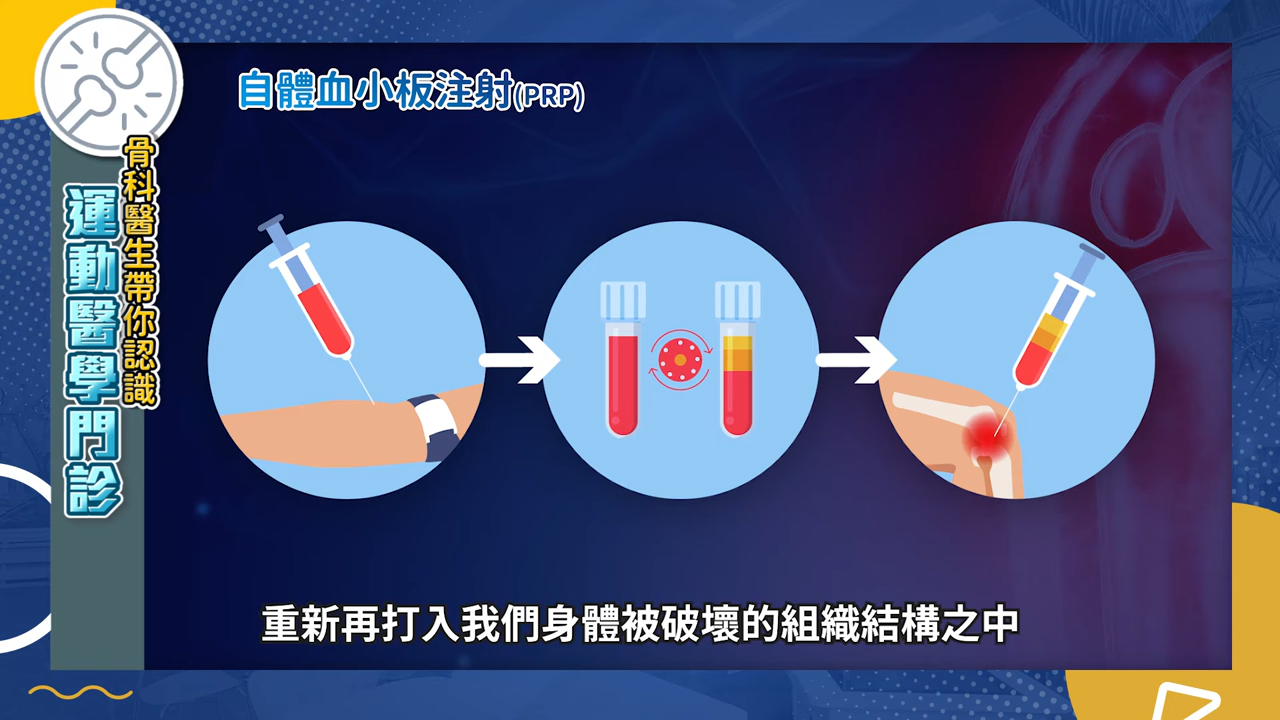 自體血小板注射(PRP)
骨科醫生帶你認識
運動醫學門診
重新再打入我們身體被破壞的組織結構之中